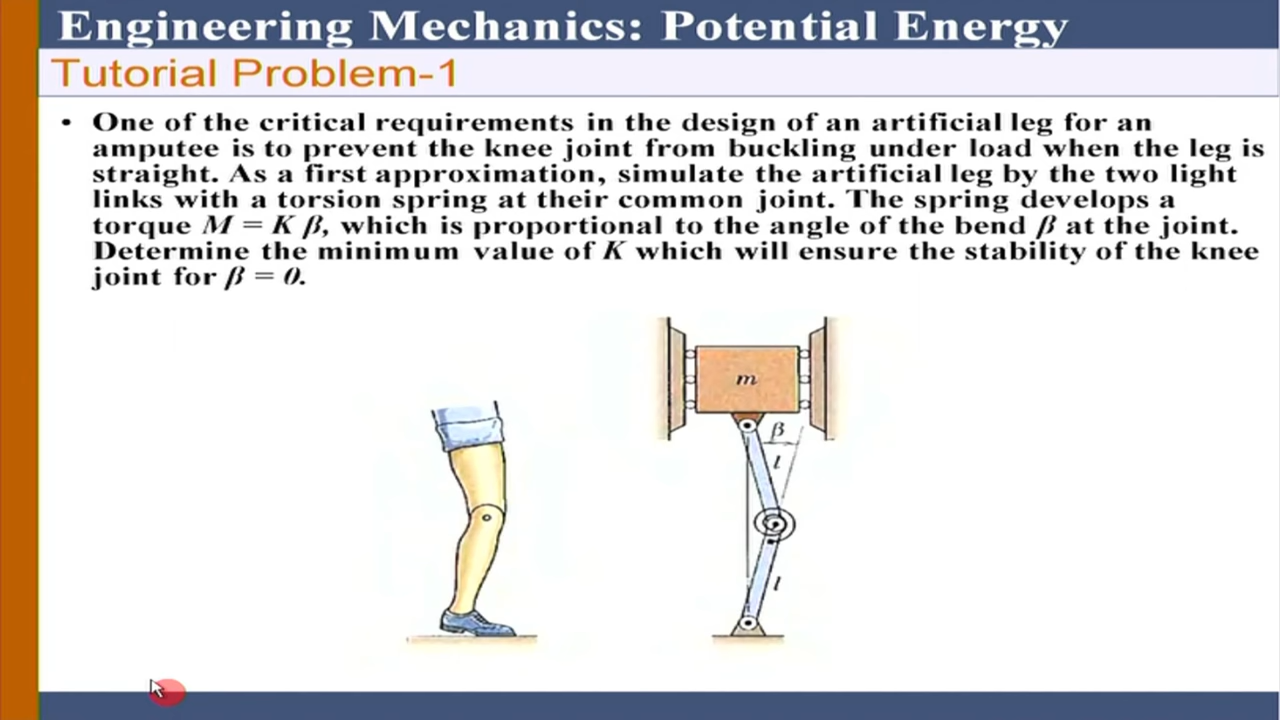 Engineering Mechanics: Potential Energy
Tutorial Problem-1
• One of the critical requirements in the design of an artificial leg for an
amputee is to prevent the knee joint from buckling under load when the leg is
straight. As a first approximation, simulate the artificial leg by the two light
links with a torsion spring at their common joint. The spring develops a
torque M = K β, which is proportional to the angle of the bend β at the joint.
Determine the minimum value of K which will ensure the stability of the knee
joint for β = 0.
m
β
l
l